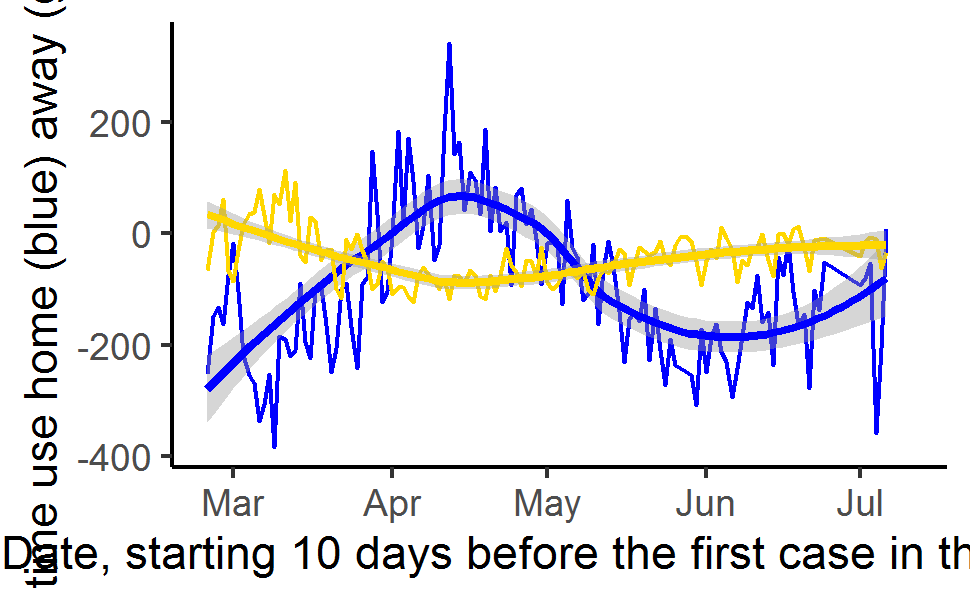 time use home (blue) away (
200
0
-200
-400
Mar
Apr
May
Jun
Jul
Date, starting 10 days before the first case in th